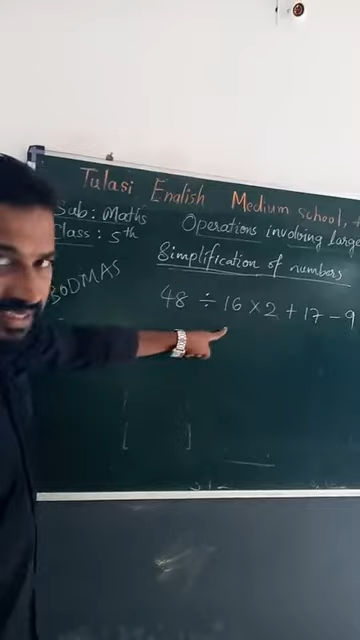 Tulasi English Medium school,
Sub: Maths
Class: 5th
Operations involving large
Simplification of numbers
BODMAS
48 ÷ 16 × 2 + 17 - 9